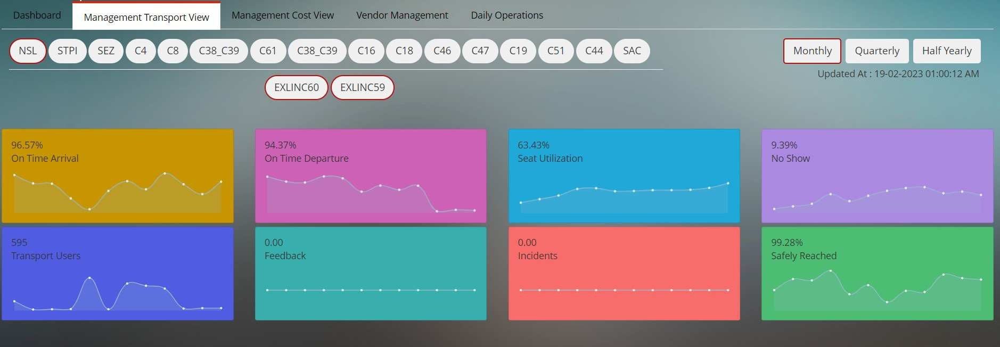 Dashboard Management Transport View Management Cost View Vendor Management Daily Operations
NSL STPI SEZ C4 C8 C38_C39 C61 C38_C39 C16 C18 C46 C47 C19 C51 C44 SAC Monthly Quarterly Half Yearly
Updated At : 19-02-2023 01:00:12 AM
EXLINC60 EXLINC59
96.57%
On Time Arrival
94.37%
On Time Departure
63.43%
Seat Utilization
9.39%
No Show
595
Transport Users
0.00
Feedback
0.00
Incidents
99.28%
Safely Reached